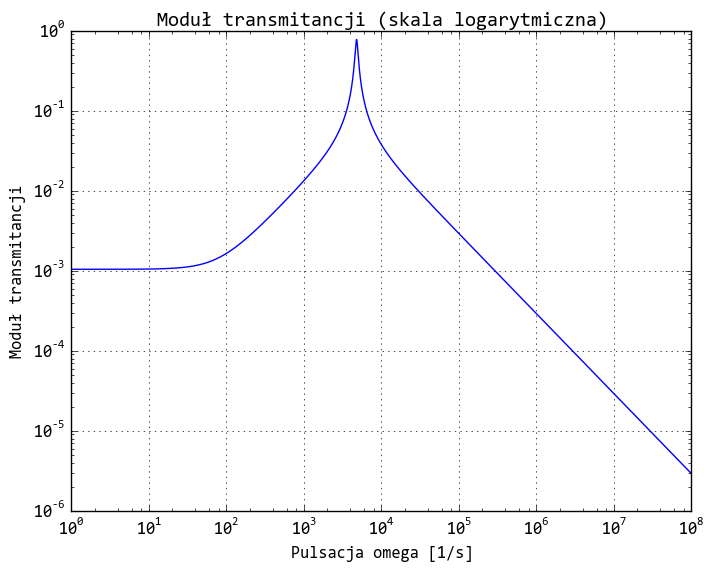 Moduł transmitancji (skala logarytmiczna)
Moduł transmitancji
10^0
10^-1
10^-2
10^-3
10^-4
10^-5
10^-6
10^0 10^1 10^2 10^3 10^4 10^5 10^6 10^7 10^8
Pulsacja omega [1/s]